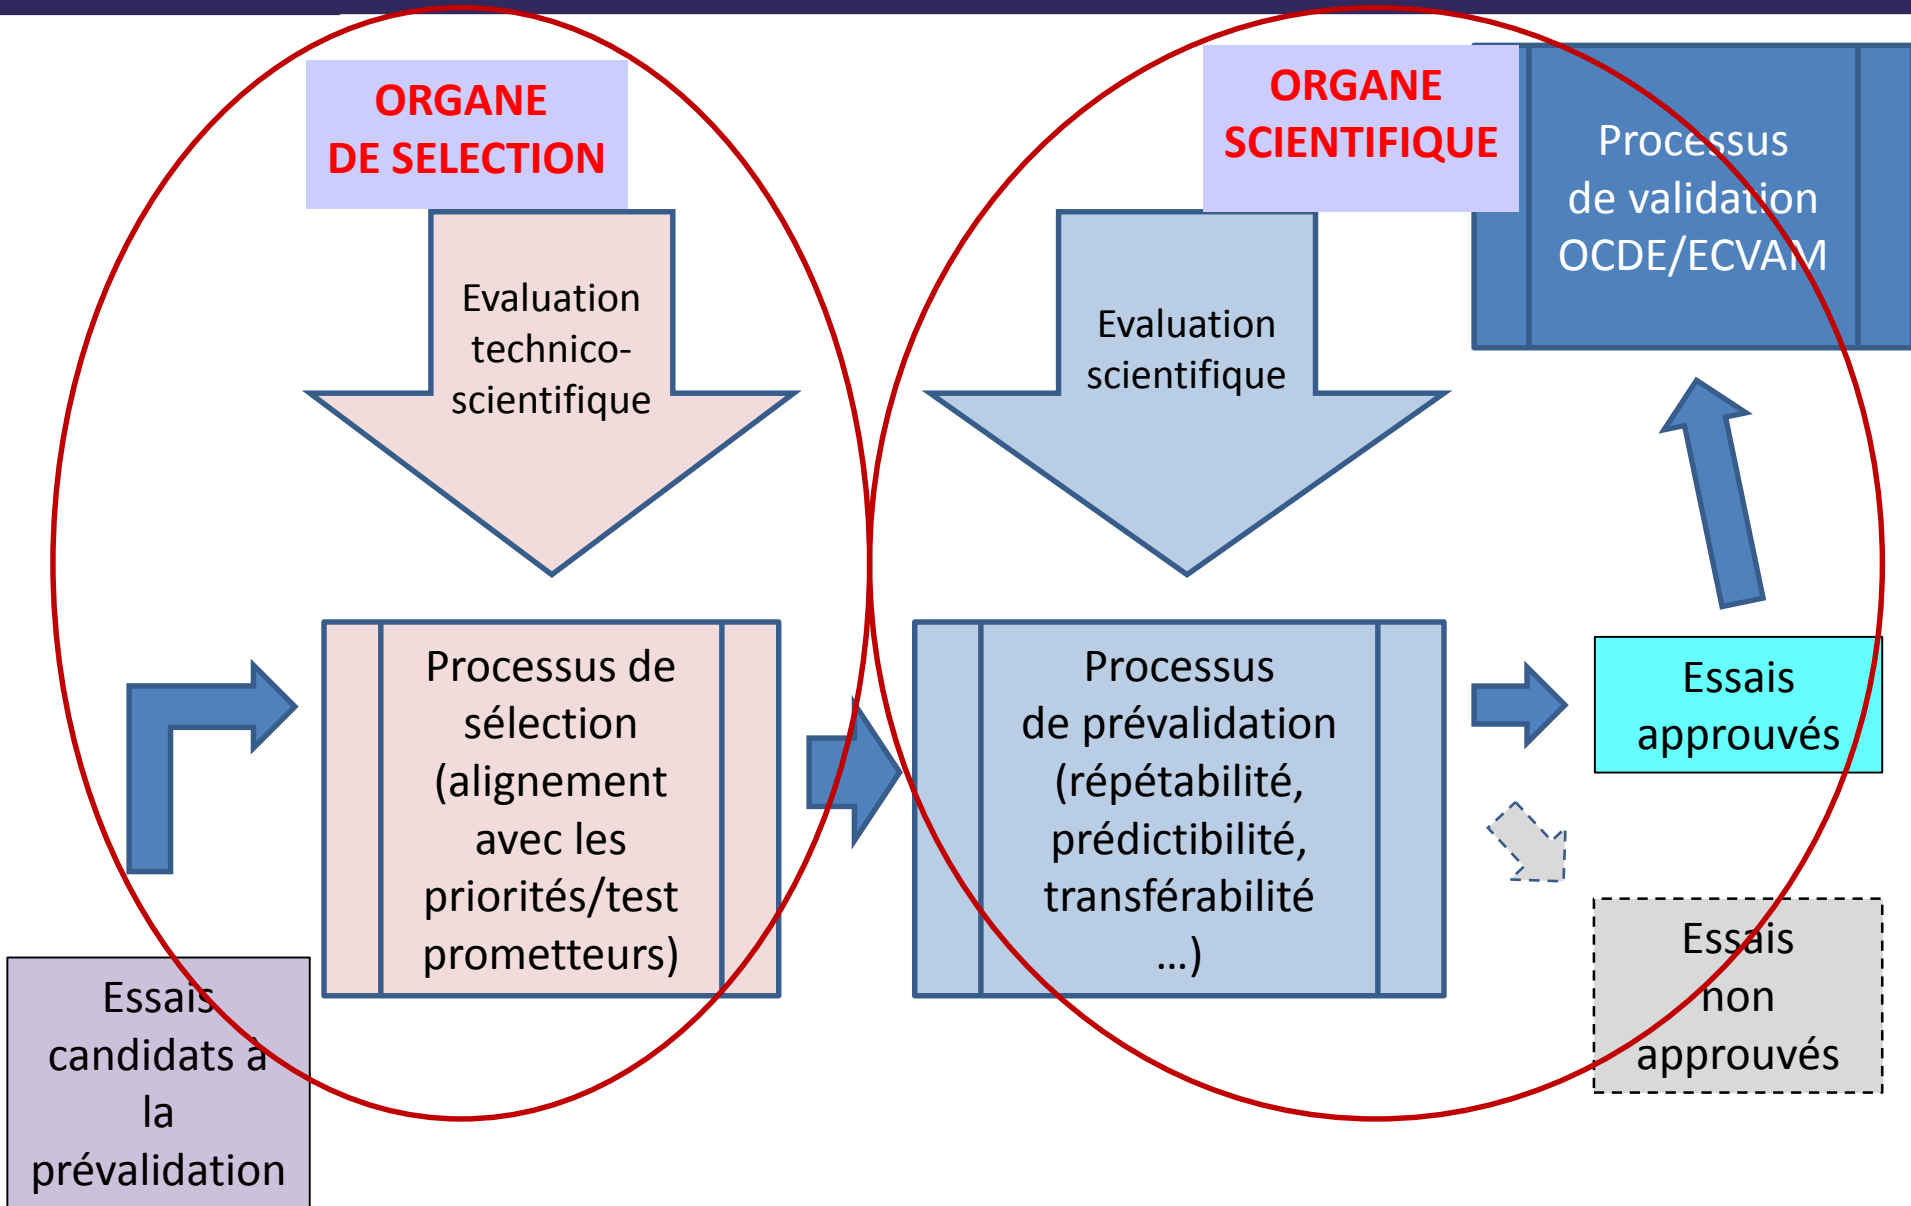 ORGANE
DE SELECTION
Evaluation
technico-
scientifique
Processus de
sélection
(alignement
avec les
priorités/test
prometteurs)
Essais
candidats à
la
prévalidation
ORGANE
SCIENTIFIQUE
Evaluation
scientifique
Processus
de prévalidation
(répétabilité,
prédictibilité,
transférabilité
...)
Processus
de validation
OCDE/ECVAM
Essais
approuvés
Essais
non
approuvés